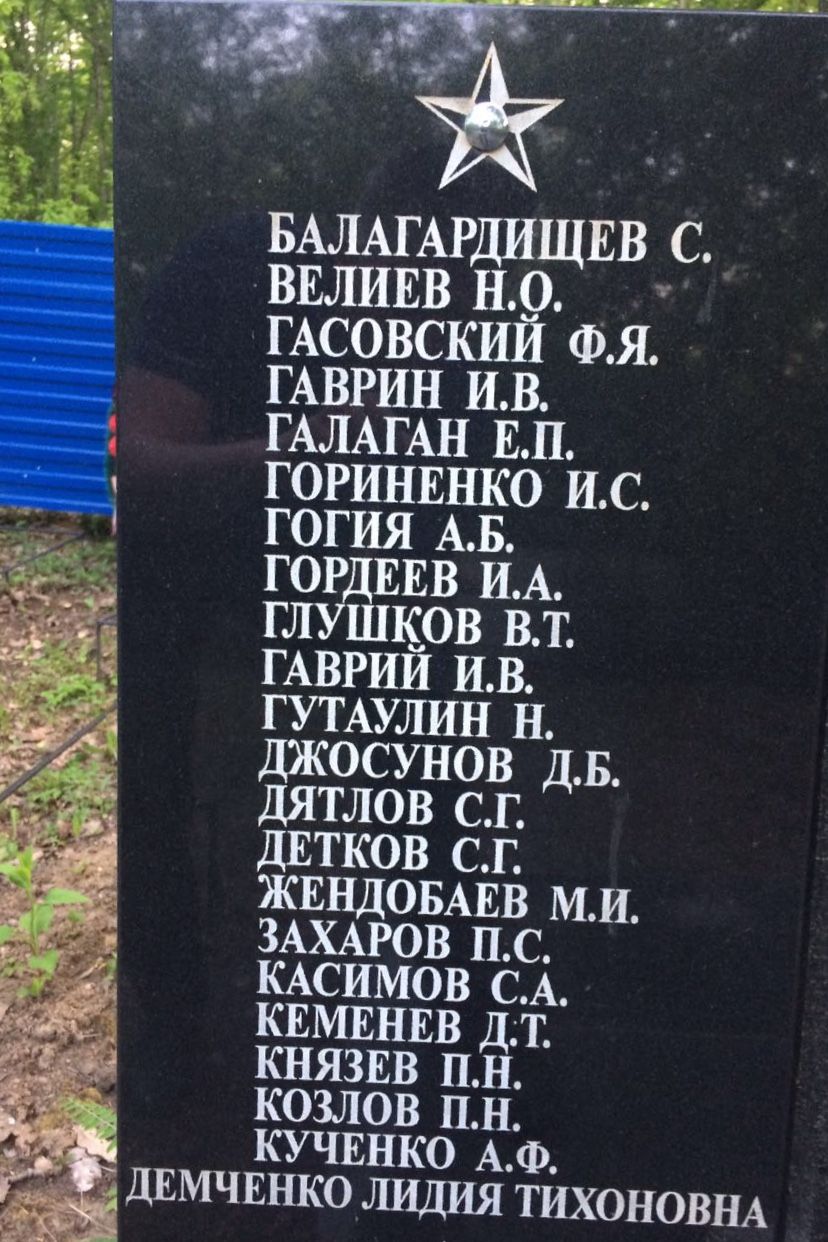 БАЛАГАРДИЩЕВ С.
ВЕЛИЕВ Н.О.
ГАСОВСКИЙ Ф.Я.
ГАВРИН И.В.
ГАЛАГАН Е.П.
ГОРИНЕНКО И.С.
ГОГИЯ А.Б.
ГОРДЕЕВ И.А.
ГЛУШКОВ В.Т.
ГАВРИЙ И.В.
ГУТАУЛИН Н.
ДЖОСУНОВ Д.Б.
ДЯТЛОВ С.Г.
ДЕТКОВ С.Г.
ЖЕНДОБАЕВ М.И.
ЗАХАРОВ П.С.
КАСИМОВ С.А.
КЕМЕНЕВ Д.Т.
КНЯЗЕВ П.Н.
КОЗЛОВ П.Н.
КУЧЕНКО А.Ф.
ДЕМЧЕНКО ЛИДИЯ ТИХОНОВНА